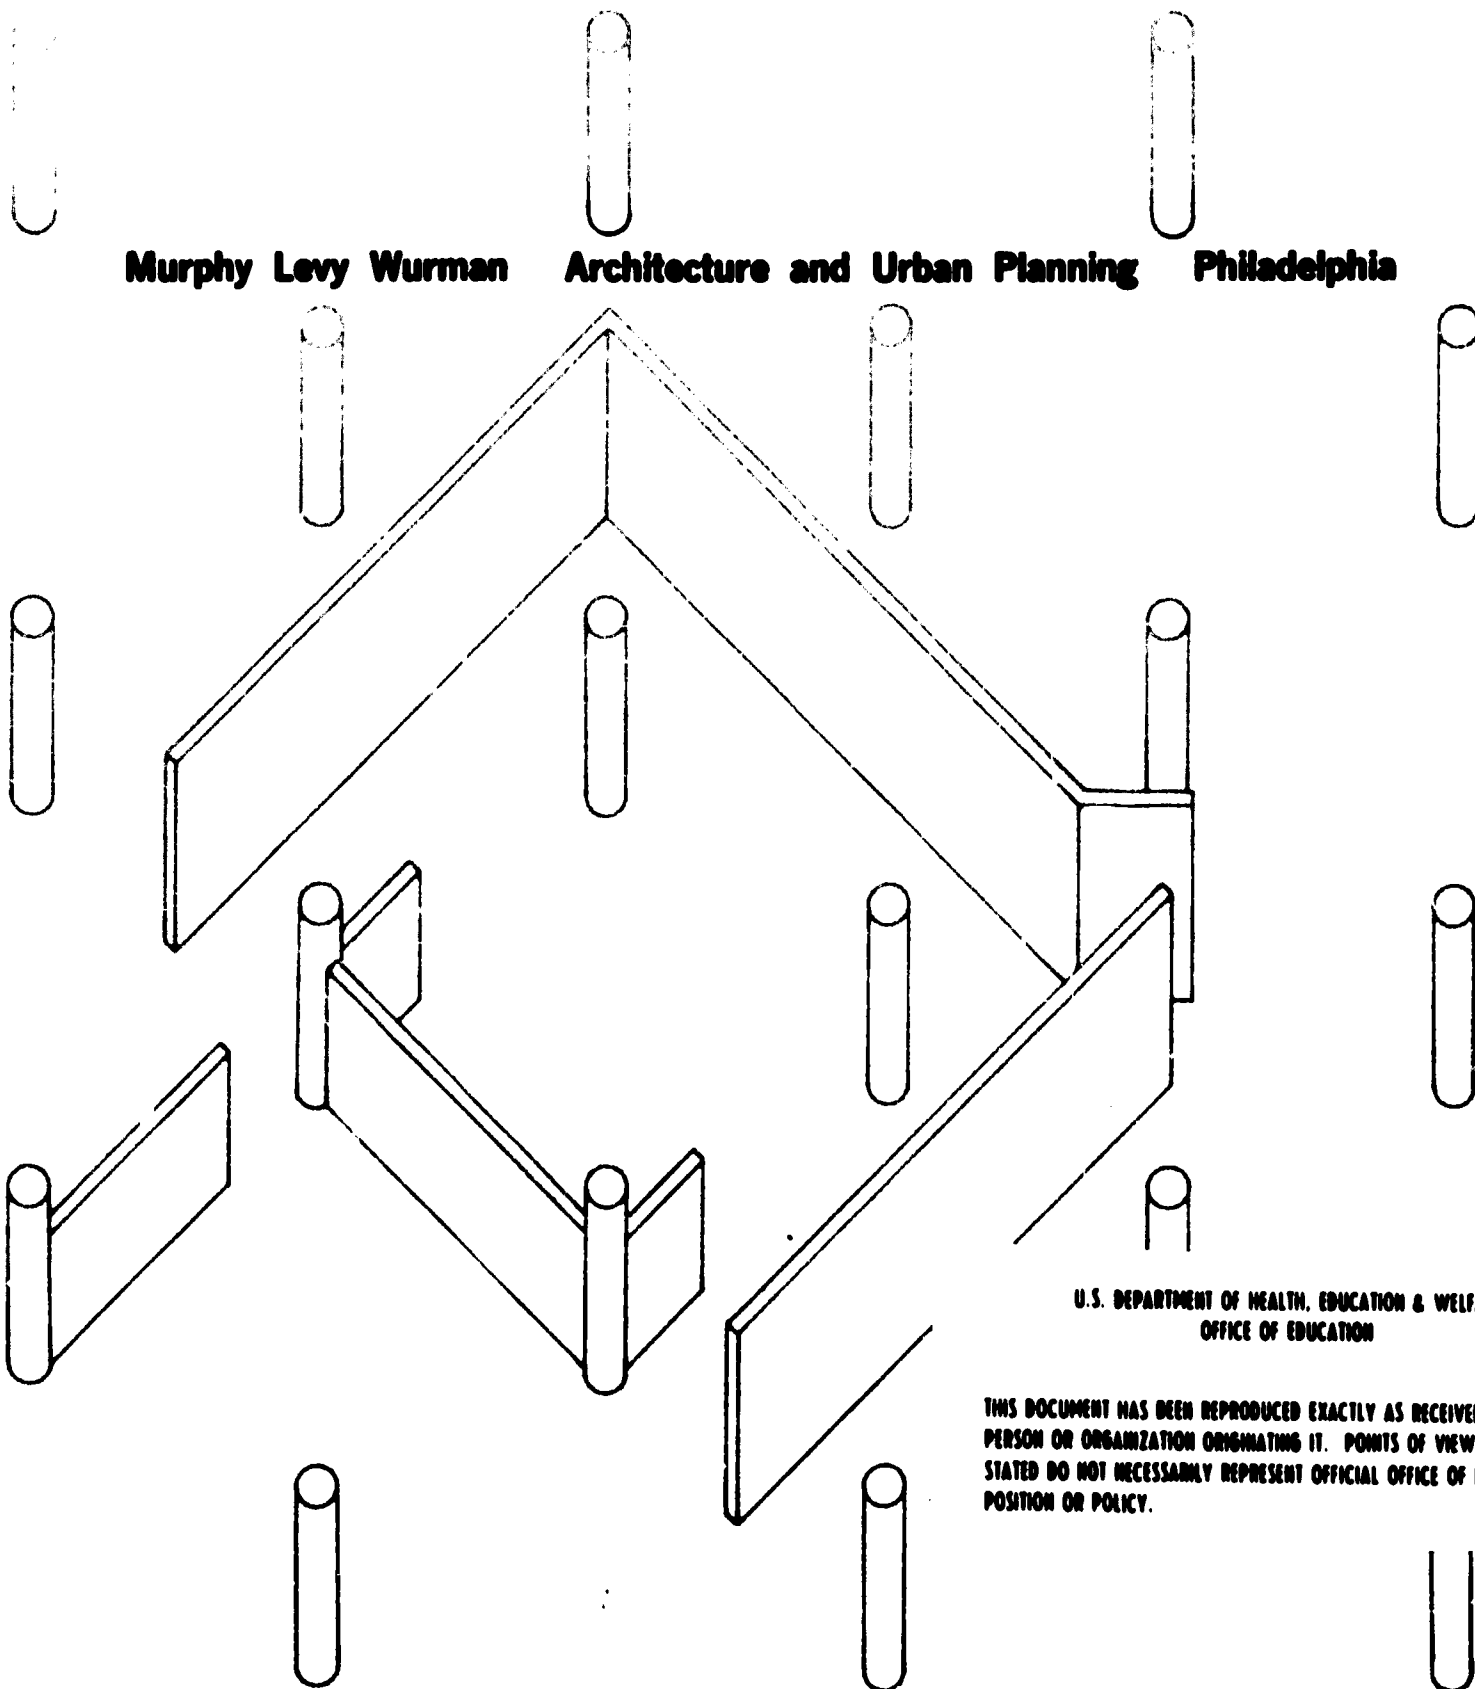 Murphy Levy Wurman Architecture and Urban Planning Philadelphia
U.S. DEPARTMENT OF HEALTH, EDUCATION & WELF
OFFICE OF EDUCATION
THIS DOCUMENT HAS BEEN REPRODUCED EXACTLY AS RECEIVE
PERSON OR ORGANIZATION ORIGINATING IT. POINTS OF VIEW
STATED DO NOT NECESSARILY REPRESENT OFFICIAL OFFICE OF
POSITION OR POLICY.